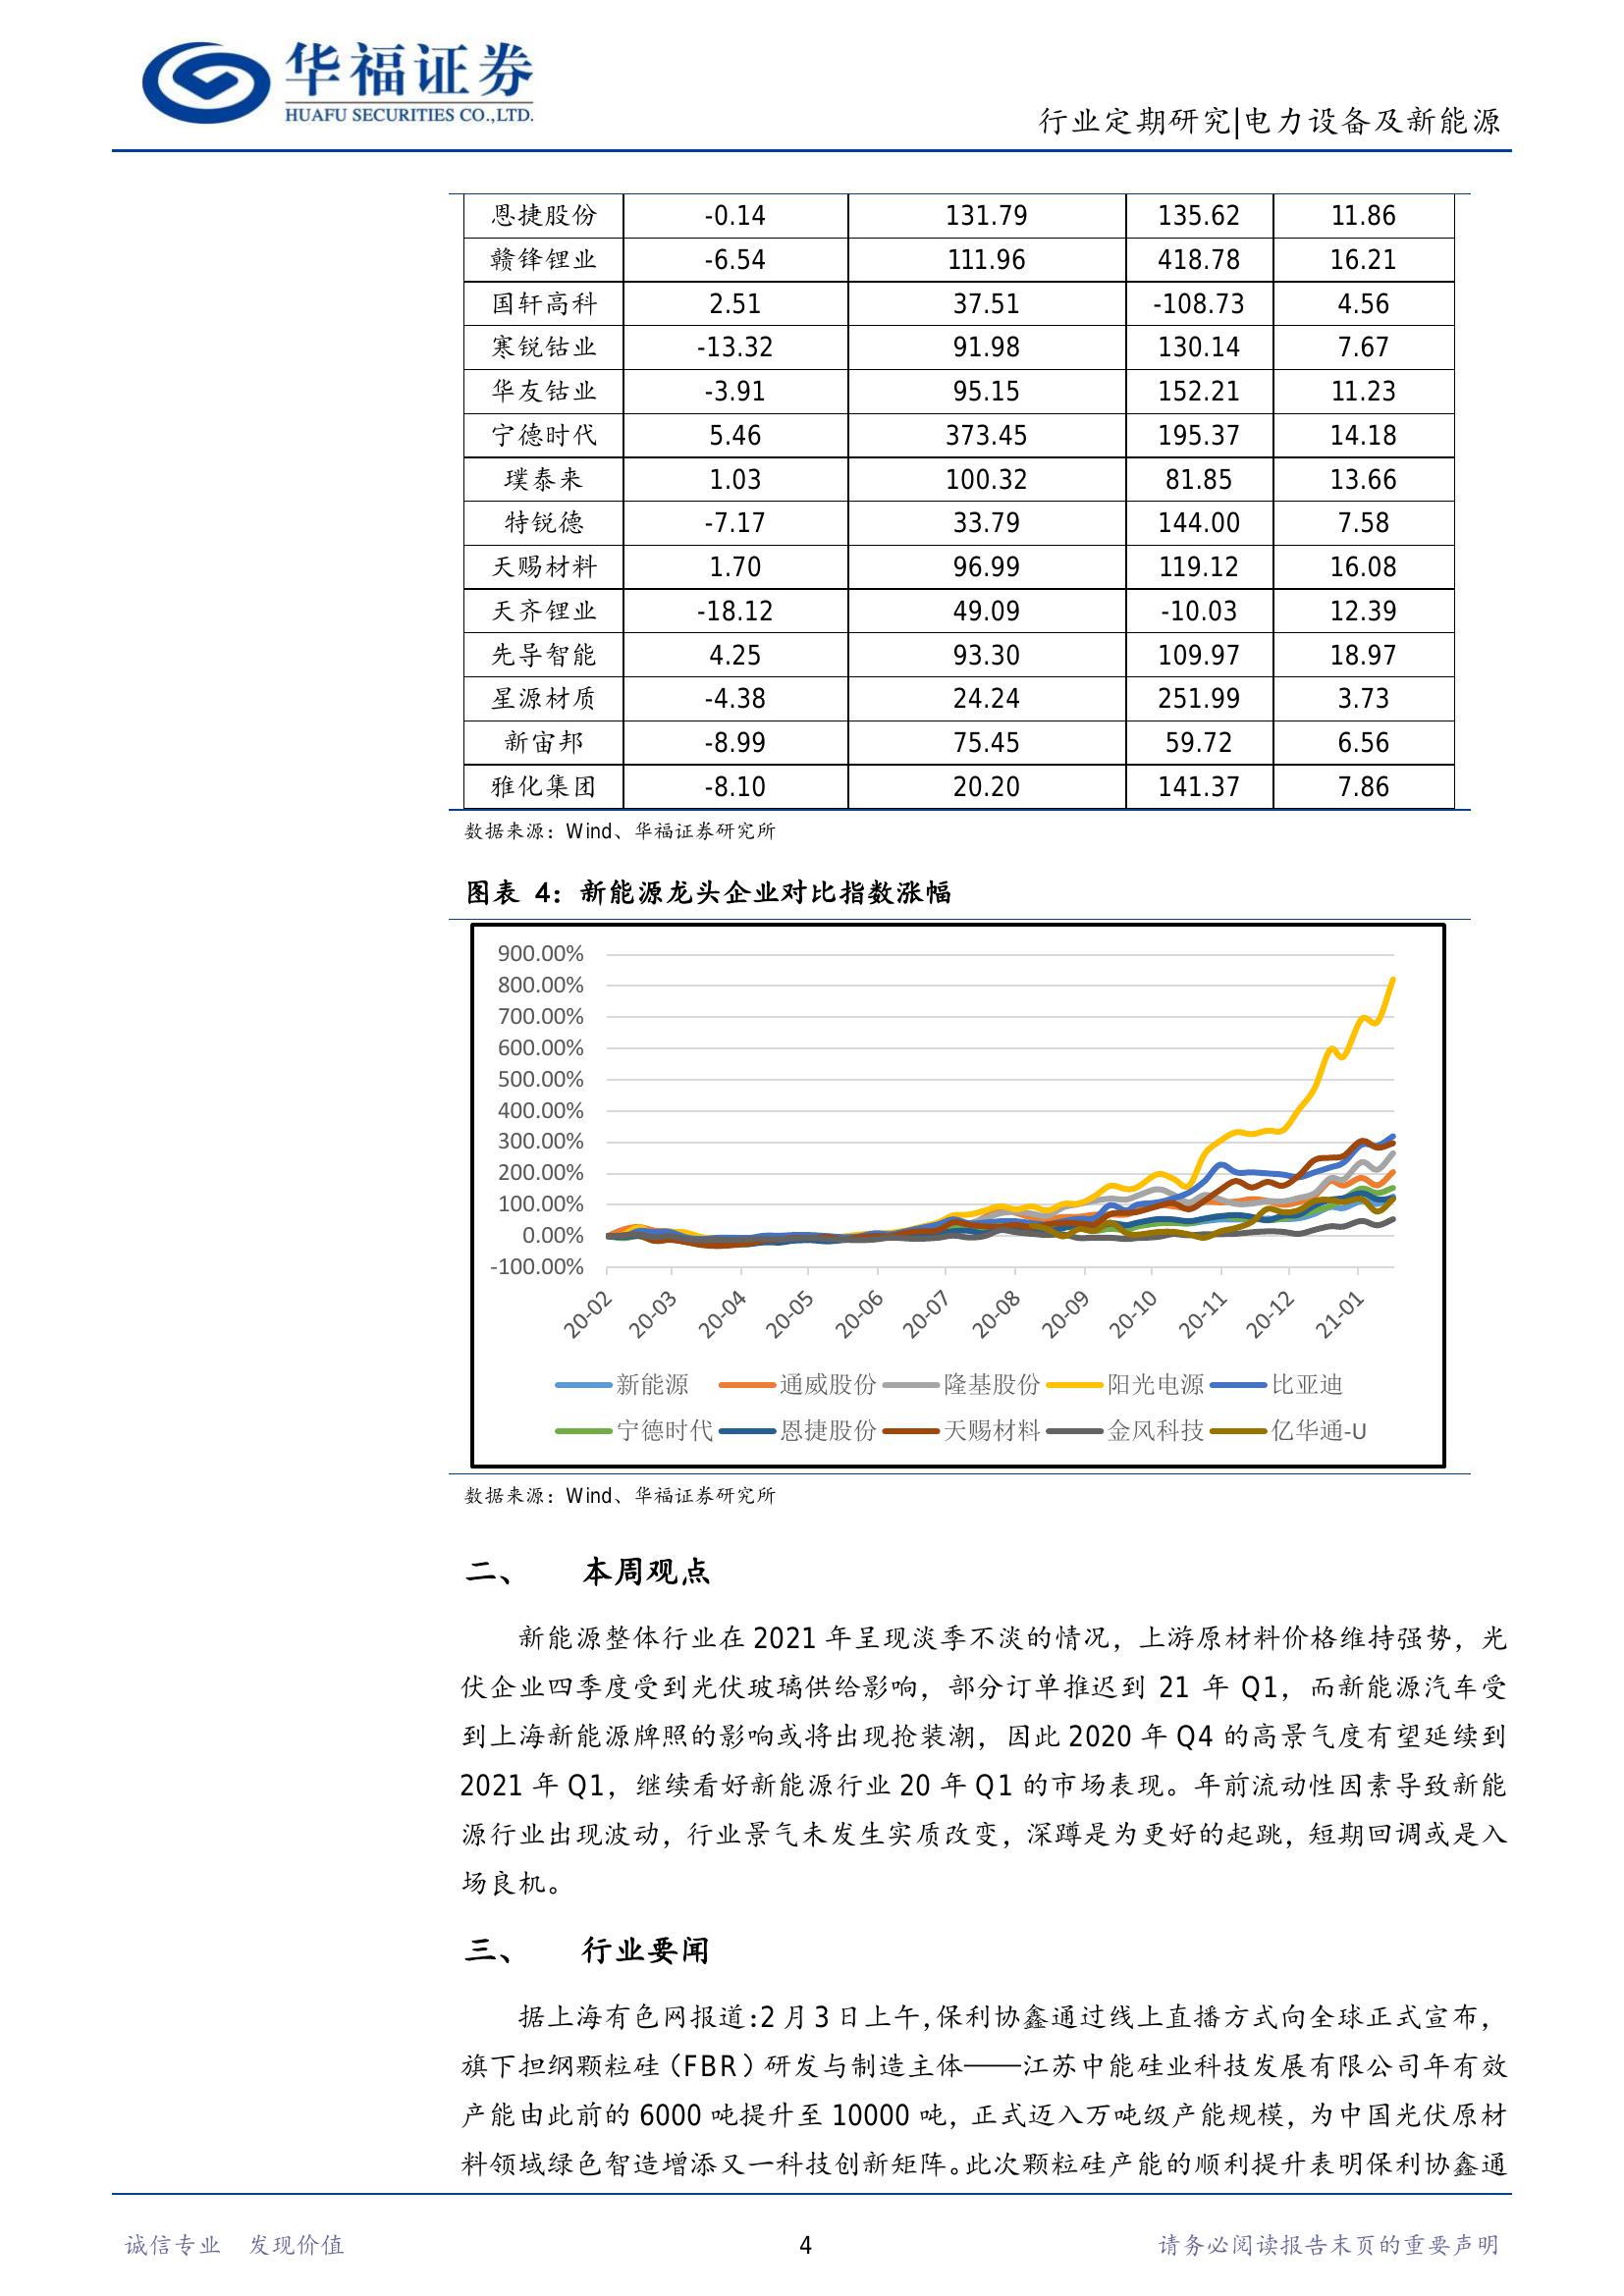 华福证券
HUAFU SECURITIES CO.,LTD.
行业定期研究|电力设备及新能源
恩捷股份 -0.14 131.79 135.62 11.86
赣锋锂业 -6.54 111.96 418.78 16.21
国轩高科 2.51 37.51 -108.73 4.56
寒锐钴业 -13.32 91.98 130.14 7.67
华友钴业 -3.91 95.15 152.21 11.23
宁德时代 5.46 373.45 195.37 14.18
璞泰来 1.03 100.32 81.85 13.66
特锐德 -7.17 33.79 144.00 7.58
天赐材料 1.70 96.99 119.12 16.08
天齐锂业 -18.12 49.09 -10.03 12.39
先导智能 4.25 93.30 109.97 18.97
星源材质 -4.38 24.24 251.99 3.73
新宙邦 -8.99 75.45 59.72 6.56
雅化集团 -8.10 20.20 141.37 7.86
数据来源：Wind、华福证券研究所
图表 4：新能源龙头企业对比指数涨幅
900.00%
800.00%
700.00%
600.00%
500.00%
400.00%
300.00%
200.00%
100.00%
0.00%
-100.00%
20-02 20-03 20-04 20-05 20-06 20-07 20-08 20-09 20-10 20-11 20-12 21-01
新能源 通威股份 隆基股份 阳光电源 比亚迪
宁德时代 恩捷股份 天赐材料 金风科技 亿华通-U
数据来源：Wind、华福证券研究所
二、 本周观点
新能源整体行业在 2021 年呈现淡季不淡的情况，上游原材料价格维持强势，光
伏企业四季度受到光伏玻璃供给影响，部分订单推迟到 21 年 Q1，而新能源汽车受
到上海新能源牌照的影响或将出现抢装潮，因此 2020 年 Q4 的高景气度有望延续到
2021 年 Q1，继续看好新能源行业 20 年 Q1 的市场表现。年前流动性因素导致新能
源行业出现波动，行业景气未发生实质改变，深蹲是为更好的起跳，短期回调或是入
场良机。
三、 行业要闻
据上海有色网报道:2 月 3 日上午,保利协鑫通过线上直播方式向全球正式宣布，
旗下担纲颗粒硅（FBR）研发与制造主体——江苏中能硅业科技发展有限公司年有效
产能由此前的 6000 吨提升至 10000 吨，正式迈入万吨级产能规模，为中国光伏原材
料领域绿色智造增添又一科技创新矩阵。此次颗粒硅产能的顺利提升表明保利协鑫通
诚信专业 发现价值 4 请务必阅读报告末页的重要声明